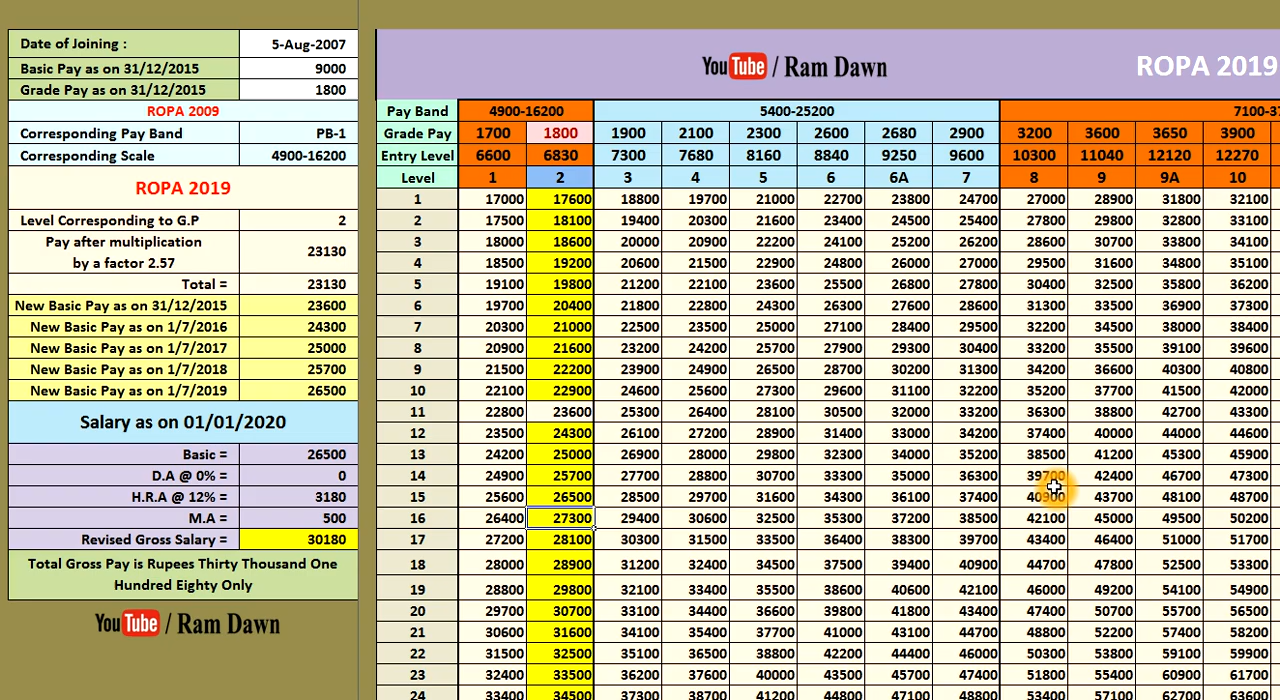 Date of Joining : 5-Aug-2007
Basic Pay as on 31/12/2015 9000
Grade Pay as on 31/12/2015 1800
ROPA 2009
Corresponding Pay Band PB-1
Corresponding Scale 4900-16200
ROPA 2019
Level Corresponding to G.P 2
Pay after multiplication
by a factor 2.57 23130
Total = 23130
New Basic Pay as on 31/12/2015 23600
New Basic Pay as on 1/7/2016 24300
New Basic Pay as on 1/7/2017 25000
New Basic Pay as on 1/7/2018 25700
New Basic Pay as on 1/7/2019 26500
Salary as on 01/01/2020
Basic = 26500
D.A @ 0% = 0
H.R.A @ 12% = 3180
M.A = 500
Revised Gross Salary = 30180
Total Gross Pay is Rupees Thirty Thousand One
Hundred Eighty Only
YouTube / Ram Dawn
YouTube / Ram Dawn ROPA 2019
Pay Band 4900-16200 5400-25200 7100-37
Grade Pay 1700 1800 1900 2100 2300 2600 2680 2900 3200 3600 3650 3900
Entry Level 6600 6830 7300 7680 8160 8840 9250 9600 10300 11040 12120 12270
Level 1 2 3 4 5 6 6A 7 8 9 9A 10
1 17000 17600 18800 19700 21000 22700 23800 24700 27000 28900 31800 32100
2 17500 18100 19400 20300 21600 23400 24500 25400 27800 29800 32800 33100
3 18000 18600 20000 20900 22200 24100 25200 26200 28600 30700 33800 34100
4 18500 19200 20600 21500 22900 24800 26000 27000 29500 31600 34800 35100
5 19100 19800 21200 22100 23600 25500 26800 27800 30400 32500 35800 36200
6 19700 20400 21800 22800 24300 26300 27600 28600 31300 33500 36900 37300
7 20300 21000 22500 23500 25000 27100 28400 29500 32200 34500 38000 38400
8 20900 21600 23200 24200 25700 27900 29300 30400 33200 35500 39100 39600
9 21500 22200 23900 24900 26500 28700 30200 31300 34200 36600 40300 40800
10 22100 22900 24600 25600 27300 29600 31100 32200 35200 37700 41500 42000
11 22800 23600 25300 26400 28100 30500 32000 33200 36300 38800 42700 43300
12 23500 24300 26100 27200 28900 31400 33000 34200 37400 40000 44000 44600
13 24200 25000 26900 28000 29800 32300 34000 35200 38500 41200 45300 45900
14 24900 25700 27700 28800 30700 33300 35000 36300 39700 42400 46700 47300
15 25600 26500 28500 29700 31600 34300 36100 37400 40900 43700 48100 48700
16 26400 27300 29400 30600 32500 35300 37200 38500 42100 45000 49500 50200
17 27200 28100 30300 31500 33500 36400 38300 39700 43400 46400 51000 51700
18 28000 28900 31200 32400 34500 37500 39400 40900 44700 47800 52500 53300
19 28800 29800 32100 33400 35500 38600 40600 42100 46000 49200 54100 54900
20 29700 30700 33100 34400 36600 39800 41800 43400 47400 50700 55700 56500
21 30600 31600 34100 35400 37700 41000 43100 44700 48800 52200 57400 58200
22 31500 32500 35100 36500 38800 42200 44400 46000 50300 53800 59100 59900
23 32400 33500 36200 37600 40000 43500 45700 47400 51800 55400 60900 61700
24 33400 34500 37300 38700 41200 44800 47100 48800 53400 57100 62700 63600